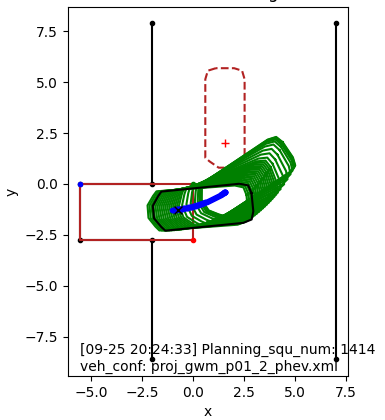 7.5
5.0
2.5
0.0
−2.5
−5.0
−7.5
y
[09-25 20:24:33] Planning_squ_num: 1414
veh_conf: proj_gwm_p01_2_phev.xml
−5.0 −2.5 0.0 2.5 5.0 7.5
x